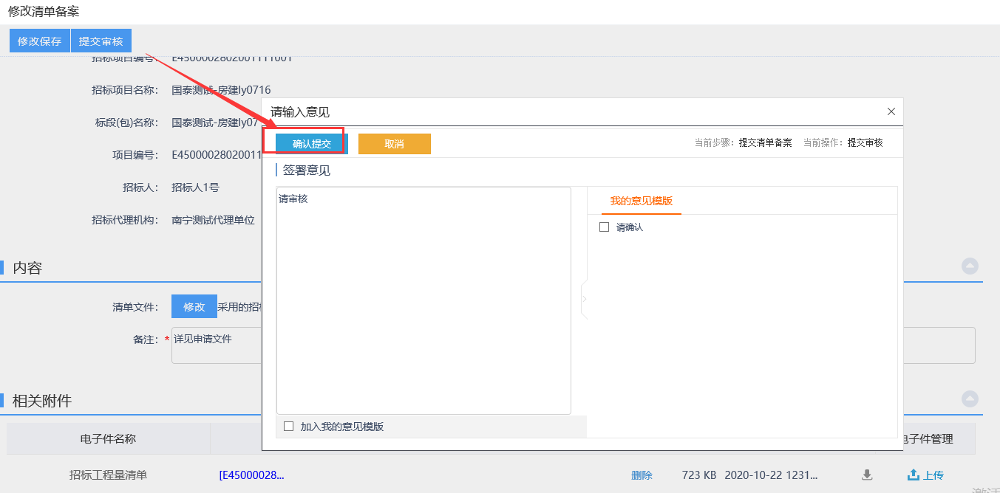 修改清单备案
修改保存 提交审核
招标项目编号: E4500002802001111001
招标项目名称: 国泰测试-房建ly0716
请输入意见
标段(包)名称: 国泰测试-房建ly07
确认提交 取消 当前步骤: 提交清单备案 当前操作: 提交审核
项目编号: E45000028020011
签署意见
招标人: 招标人1号
请审核 我的意见模版
招标代理机构: 南宁测试代理单位
请确认
内容
清单文件: 修改 采用的招
备注: * 详见申请文件
相关附件
加入我的意见模版
电子件名称 电子件管理
招标工程量清单 [E45000028... 删除 723 KB 2020-10-22 1231... 上传